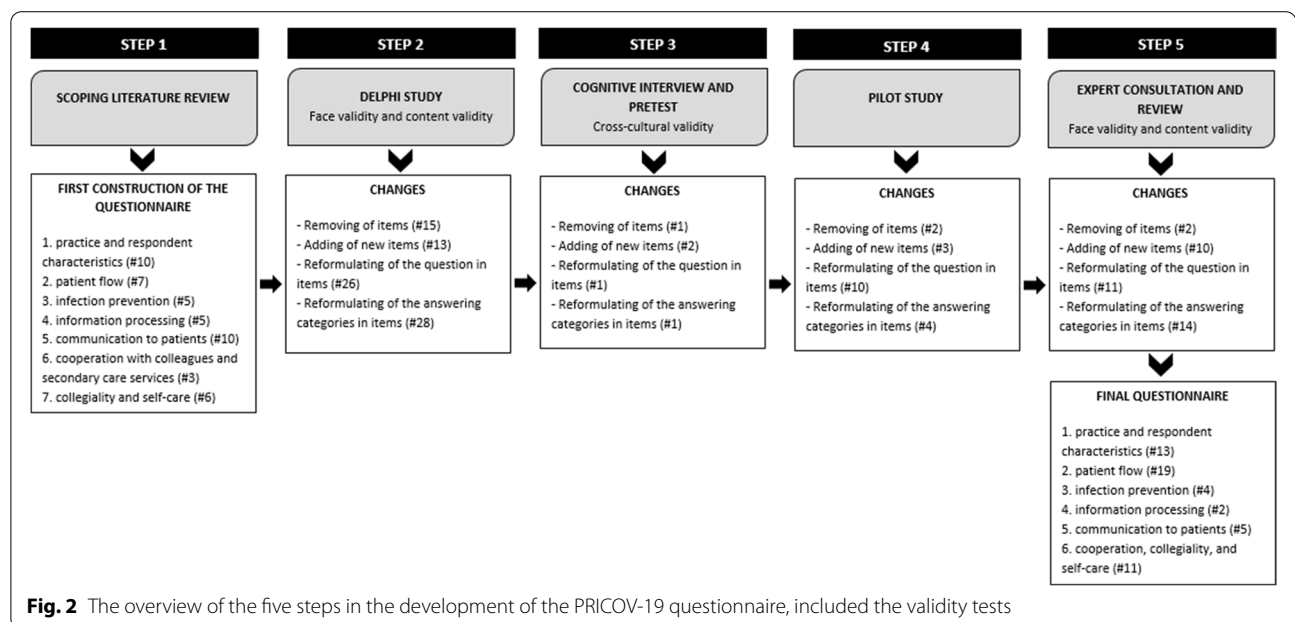 STEP 1
SCOPING LITERATURE REVIEW
FIRST CONSTRUCTION OF THE
QUESTIONNAIRE
1. practice and respondent
characteristics (#10)
2. patient flow (#7)
3. infection prevention (#5)
4. information processing (#5)
5. communication to patients (#10)
6. cooperation with colleagues and
secondary care services (#3)
7. collegiality and self-care (#6)
STEP 2
DELPHI STUDY
Face validity and content validity
CHANGES
- Removing of items (#15)
- Adding of new items (#13)
- Reformulating of the question in
items (#26)
- Reformulating of the answering
categories in items (#28)
STEP 3
COGNITIVE INTERVIEW AND
PRETEST
Cross-cultural validity
CHANGES
- Removing of items (#1)
- Adding of new items (#2)
- Reformulating of the question in
items (#1)
- Reformulating of the answering
categories in items (#1)
STEP 4
PILOT STUDY
CHANGES
- Removing of items (#2)
- Adding of new items (#3)
- Reformulating of the question in
items (#10)
- Reformulating of the answering
categories in items (#4)
STEP 5
EXPERT CONSULTATION AND
REVIEW
Face validity and content validity
CHANGES
- Removing of items (#2)
- Adding of new items (#10)
- Reformulating of the question in
items (#11)
- Reformulating of the answering
categories in items (#14)
FINAL QUESTIONNAIRE
1. practice and respondent
characteristics (#13)
2. patient flow (#19)
3. infection prevention (#4)
4. information processing (#2)
5. communication to patients (#5)
6. cooperation, collegiality, and
self-care (#11)
Fig. 2 The overview of the five steps in the development of the PRICOV-19 questionnaire, included the validity tests